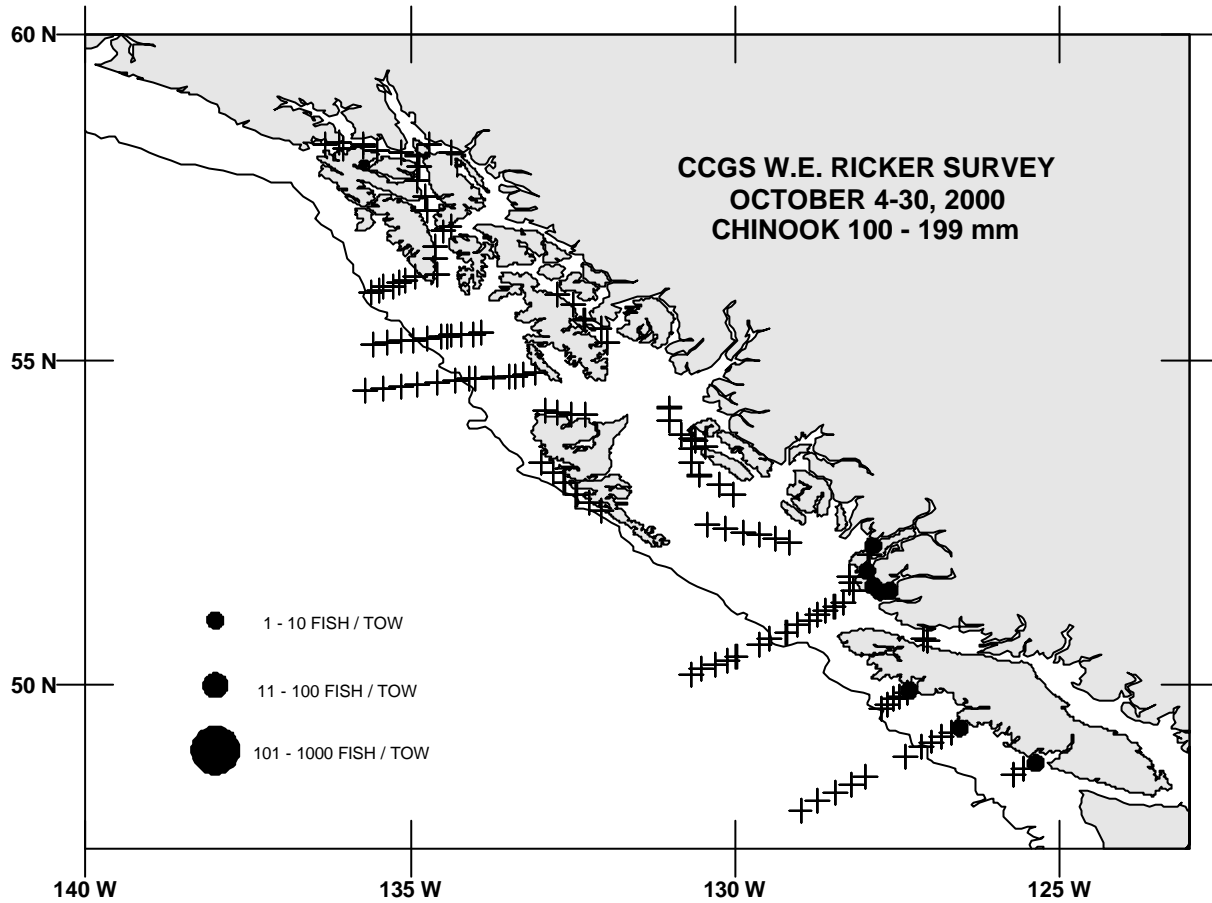 60 N
CCGS W.E. RICKER SURVEY
OCTOBER 4-30, 2000
CHINOOK 100 - 199 mm
55 N
1 - 10 FISH / TOW
11 - 100 FISH / TOW
50 N
101 - 1000 FISH / TOW
140 W
135 W
130 W
125 W